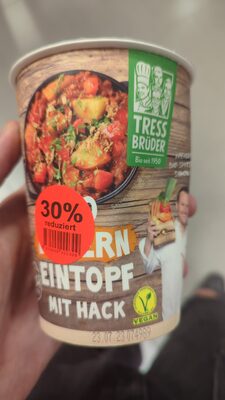 TRESS
BRÜDER
Bio seit 1950
30%
reduziert
ERN
EINTOPF
MIT HACK
VEGAN